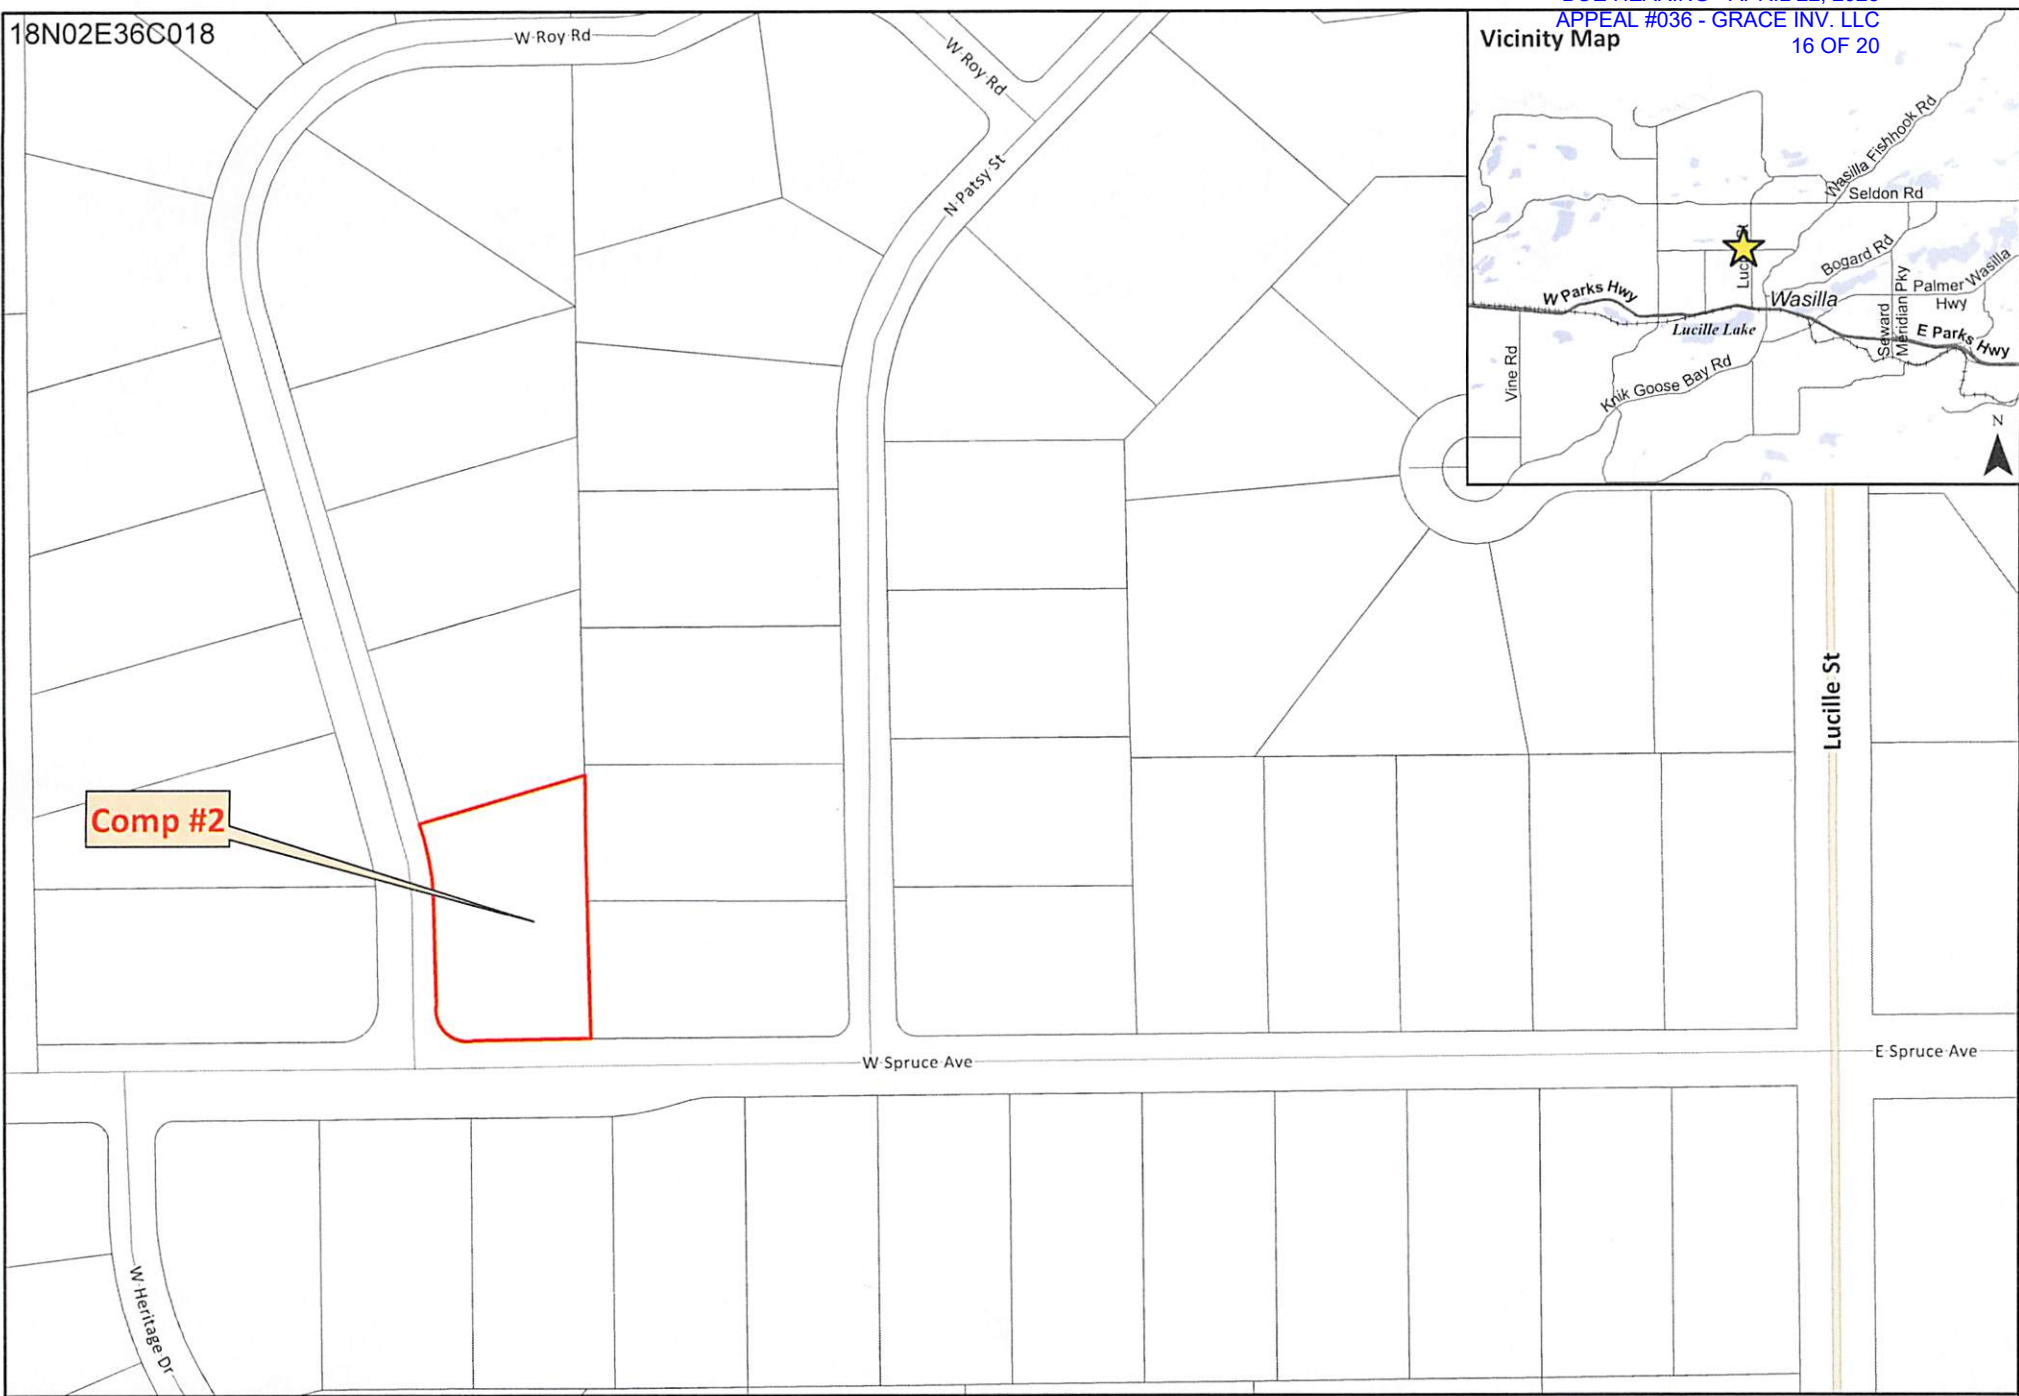 18N02E36C018
APPEAL #036 - GRACE INV. LLC
16 OF 20
Vicinity Map
W Roy Rd
W Roy Rd
N Patsy St
Wasilla Fishhook Rd
Seldon Rd
Bogard Rd
W Parks Hwy
Wasilla
Palmer Wasilla
Hwy
Lucille Lake
Seward
Meridian Pky
E Parks Hwy
Vine Rd
Knik Goose Bay Rd
N
Lucille St
Comp #2
W Spruce Ave
E Spruce Ave
W Heritage Dr